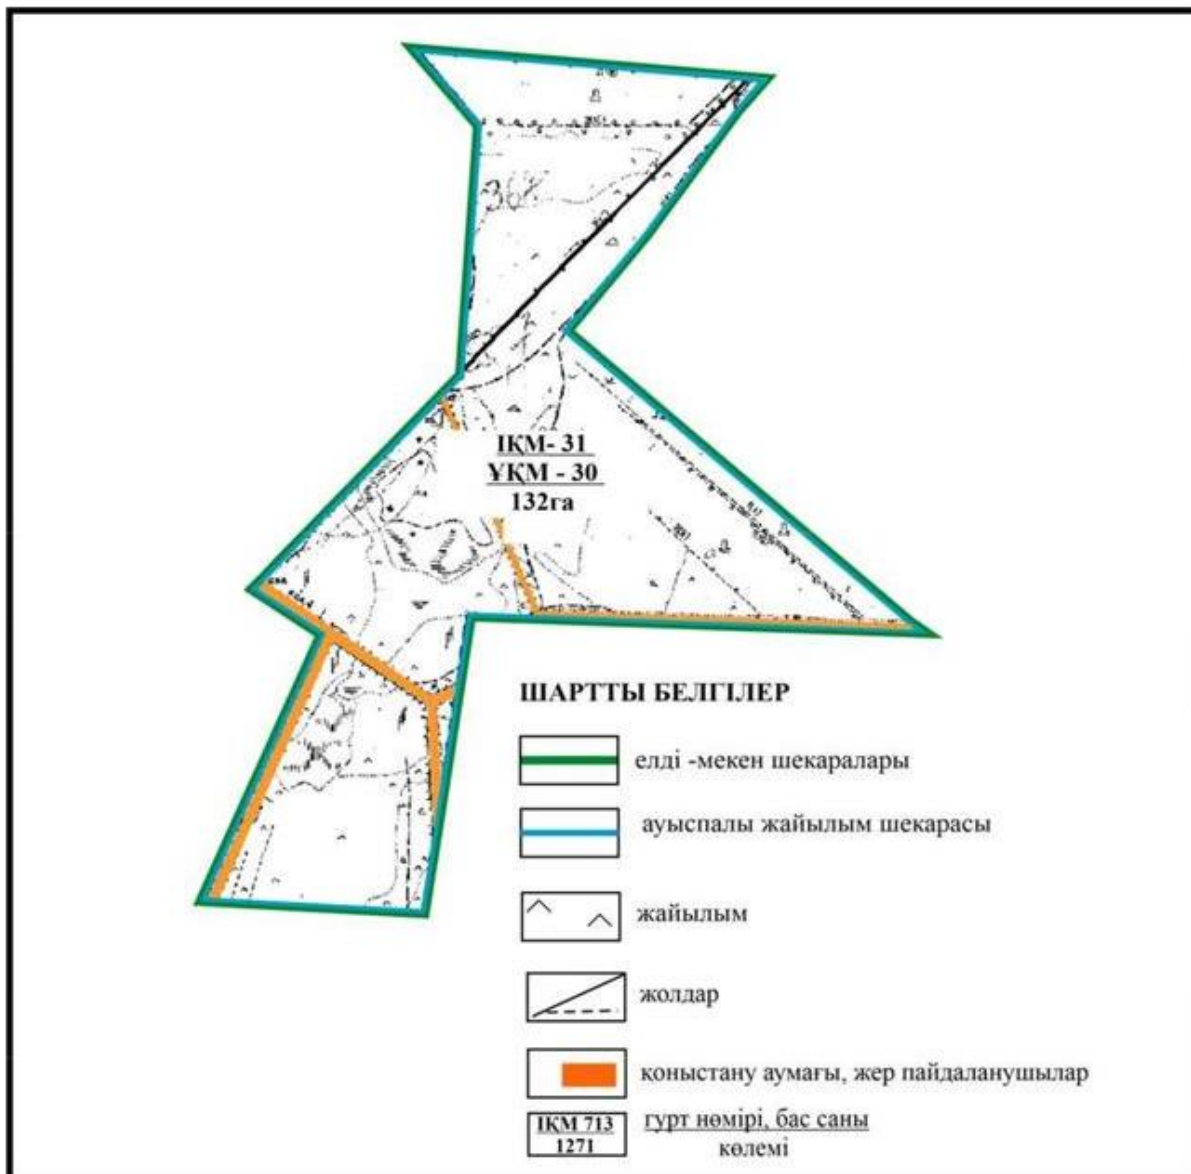 ІҚМ- 31
ҰҚМ - 30
132га
ШАРТТЫ БЕЛГІЛЕР
елді -мекен шекаралары
ауыспалы жайылым шекарасы
жайылым
жолдар
қоныстану аумағы, жер пайдаланушылар
ІҚМ 713
1271
гурт нөмірі, бас саны
көлемі